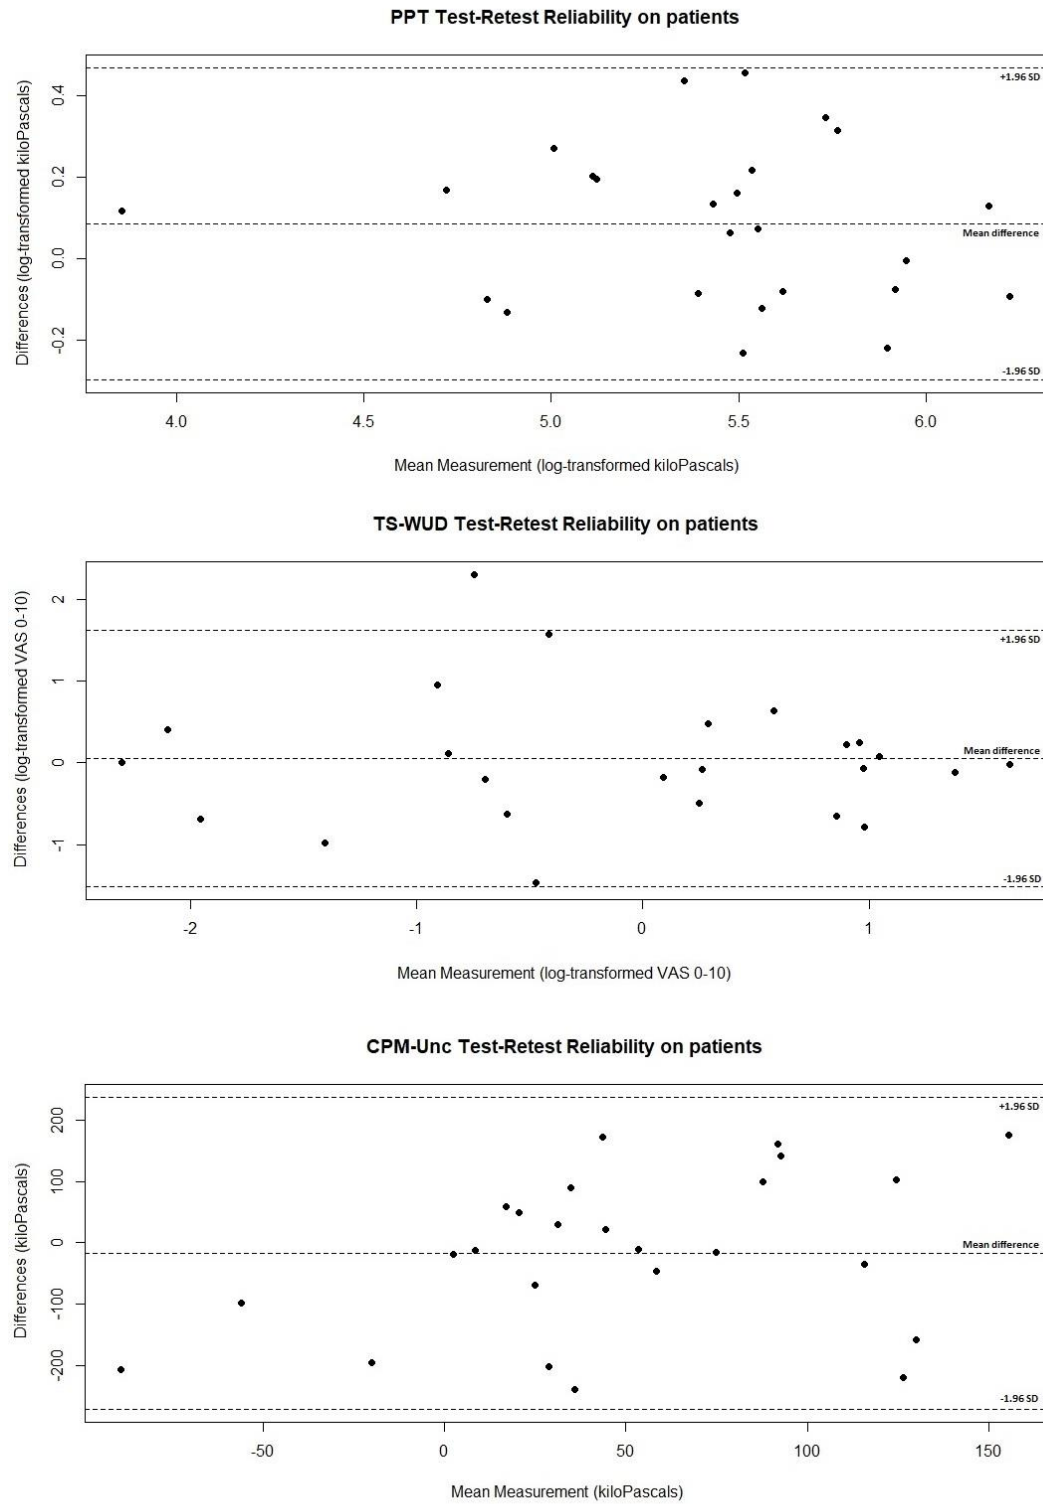 PPT Test-Retest Reliability on patients
Differences (log-transformed kiloPascals)
0.4
0.2
0.0
-0.2
+1.96 SD
Mean difference
-1.96 SD
4.0 4.5 5.0 5.5 6.0
Mean Measurement (log-transformed kiloPascals)
TS-WUD Test-Retest Reliability on patients
Differences (log-transformed VAS 0-10)
2
1
0
-1
+1.96 SD
Mean difference
-1.96 SD
-2 -1 0 1
Mean Measurement (log-transformed VAS 0-10)
CPM-Unc Test-Retest Reliability on patients
Differences (kiloPascals)
200
100
0
-100
-200
+1.96 SD
Mean difference
-1.96 SD
-50 0 50 100 150
Mean Measurement (kiloPascals)